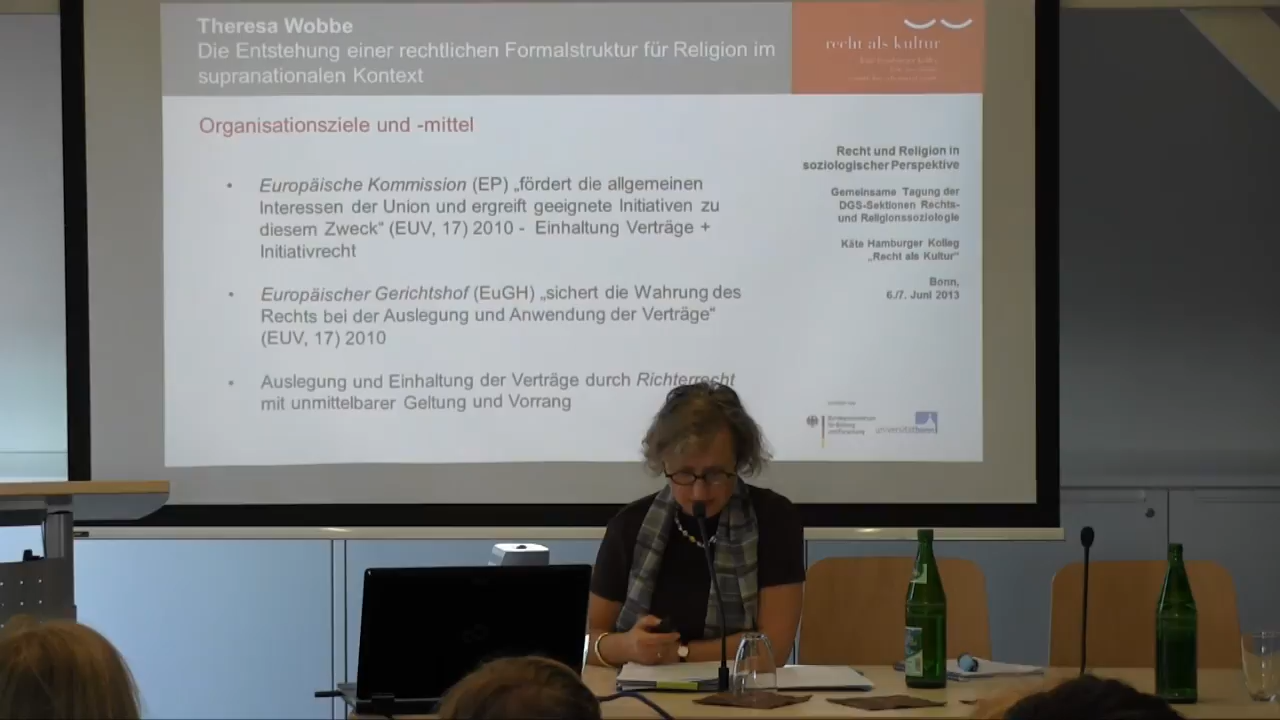 Theresa Wobbe
Die Entstehung einer rechtlichen Formalstruktur für Religion im
supranationalen Kontext
recht als kultur
Organisationsziele und -mittel
• Europäische Kommission (EP) „fördert die allgemeinen
Interessen der Union und ergreift geeignete Initiativen zu
diesem Zweck“ (EUV, 17) 2010 - Einhaltung Verträge +
Initiativrecht
• Europäischer Gerichtshof (EuGH) „sichert die Wahrung des
Rechts bei der Auslegung und Anwendung der Verträge“
(EUV, 17) 2010
• Auslegung und Einhaltung der Verträge durch Richterrecht
mit unmittelbarer Geltung und Vorrang
Recht und Religion in
soziologischer Perspektive
Gemeinsame Tagung der
DGS-Sektionen Rechts-
und Religionssoziologie
Käte Hamburger Kolleg
„Recht als Kultur“
Bonn,
6./7. Juni 2013
universität bonn